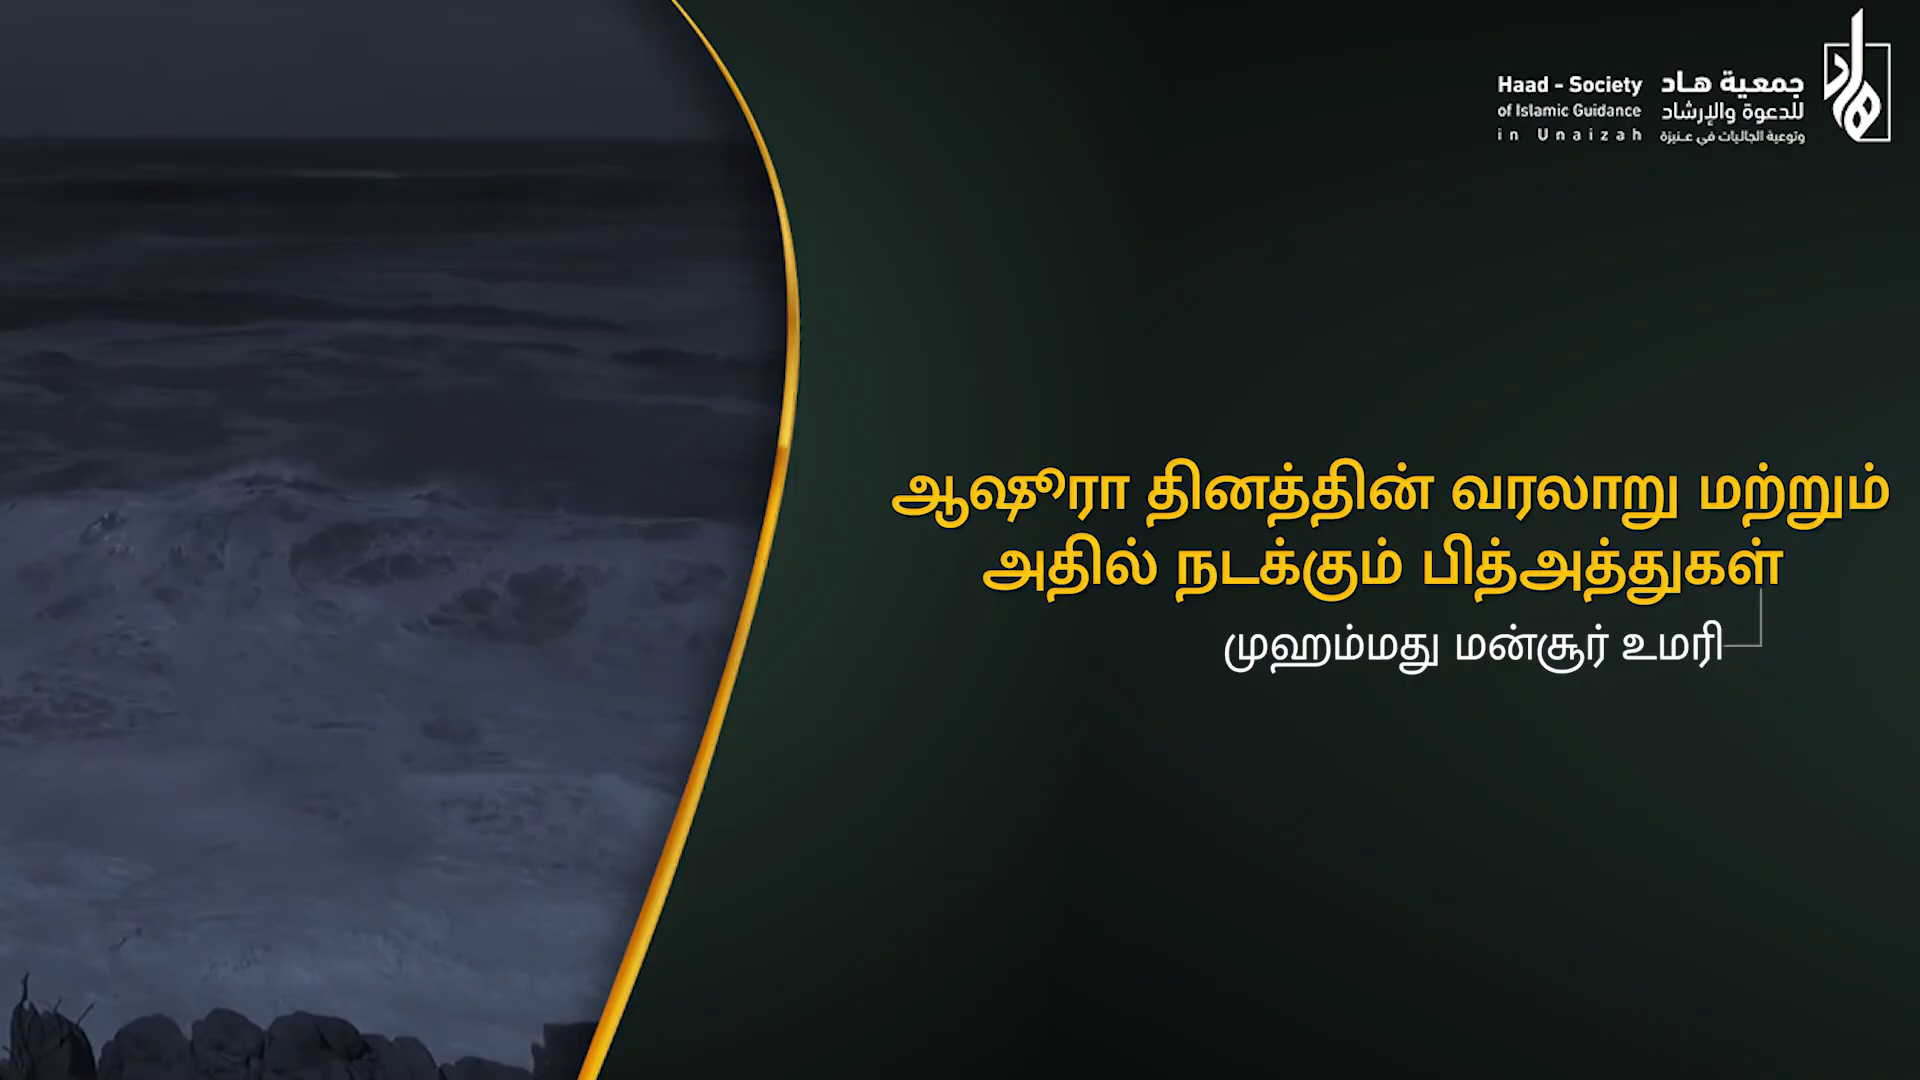 Haad - Society
of Islamic Guidance
in Unaizah
جمعية هاد
للدعوة والإرشاد
وتوعية الجاليات في عنيزة
ஆஷூரா தினத்தின் வரலாறு மற்றும்
அதில் நடக்கும் பித்அத்துகள்
முஹம்மது மன்சூர் உமரி